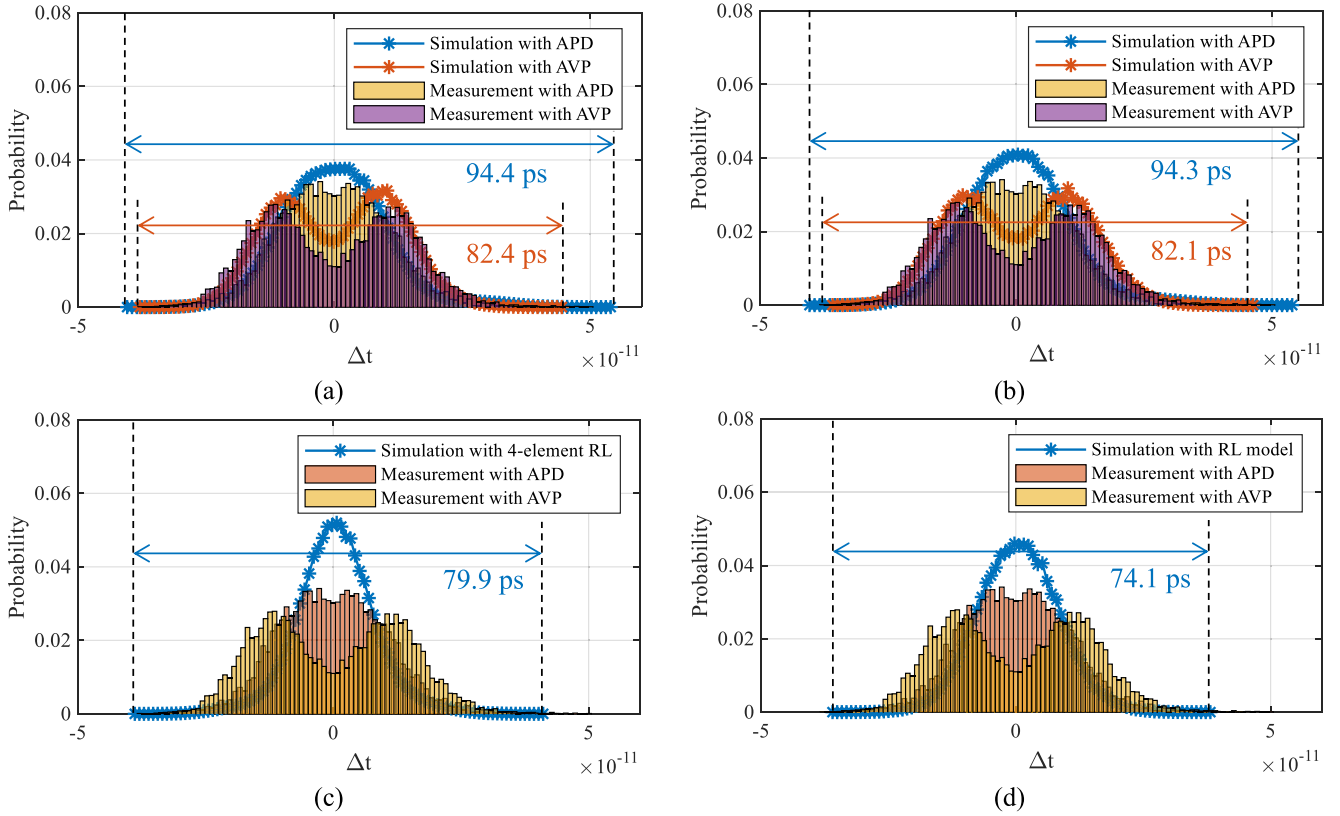 0.08
0.06
0.04
0.02
0
Probability
Simulation with APD
Simulation with AVP
Measurement with APD
Measurement with AVP
94.4 ps
82.4 ps
-5
0
5
Δt
×10⁻¹¹
(a)
0.08
0.06
0.04
0.02
0
Probability
Simulation with APD
Simulation with AVP
Measurement with APD
Measurement with AVP
94.3 ps
82.1 ps
-5
0
5
Δt
×10⁻¹¹
(b)
0.08
0.06
0.04
0.02
0
Probability
Simulation with 4-element RL
Measurement with APD
Measurement with AVP
79.9 ps
-5
0
5
Δt
×10⁻¹¹
(c)
0.08
0.06
0.04
0.02
0
Probability
Simulation with RL model
Measurement with APD
Measurement with AVP
74.1 ps
-5
0
5
Δt
×10⁻¹¹
(d)